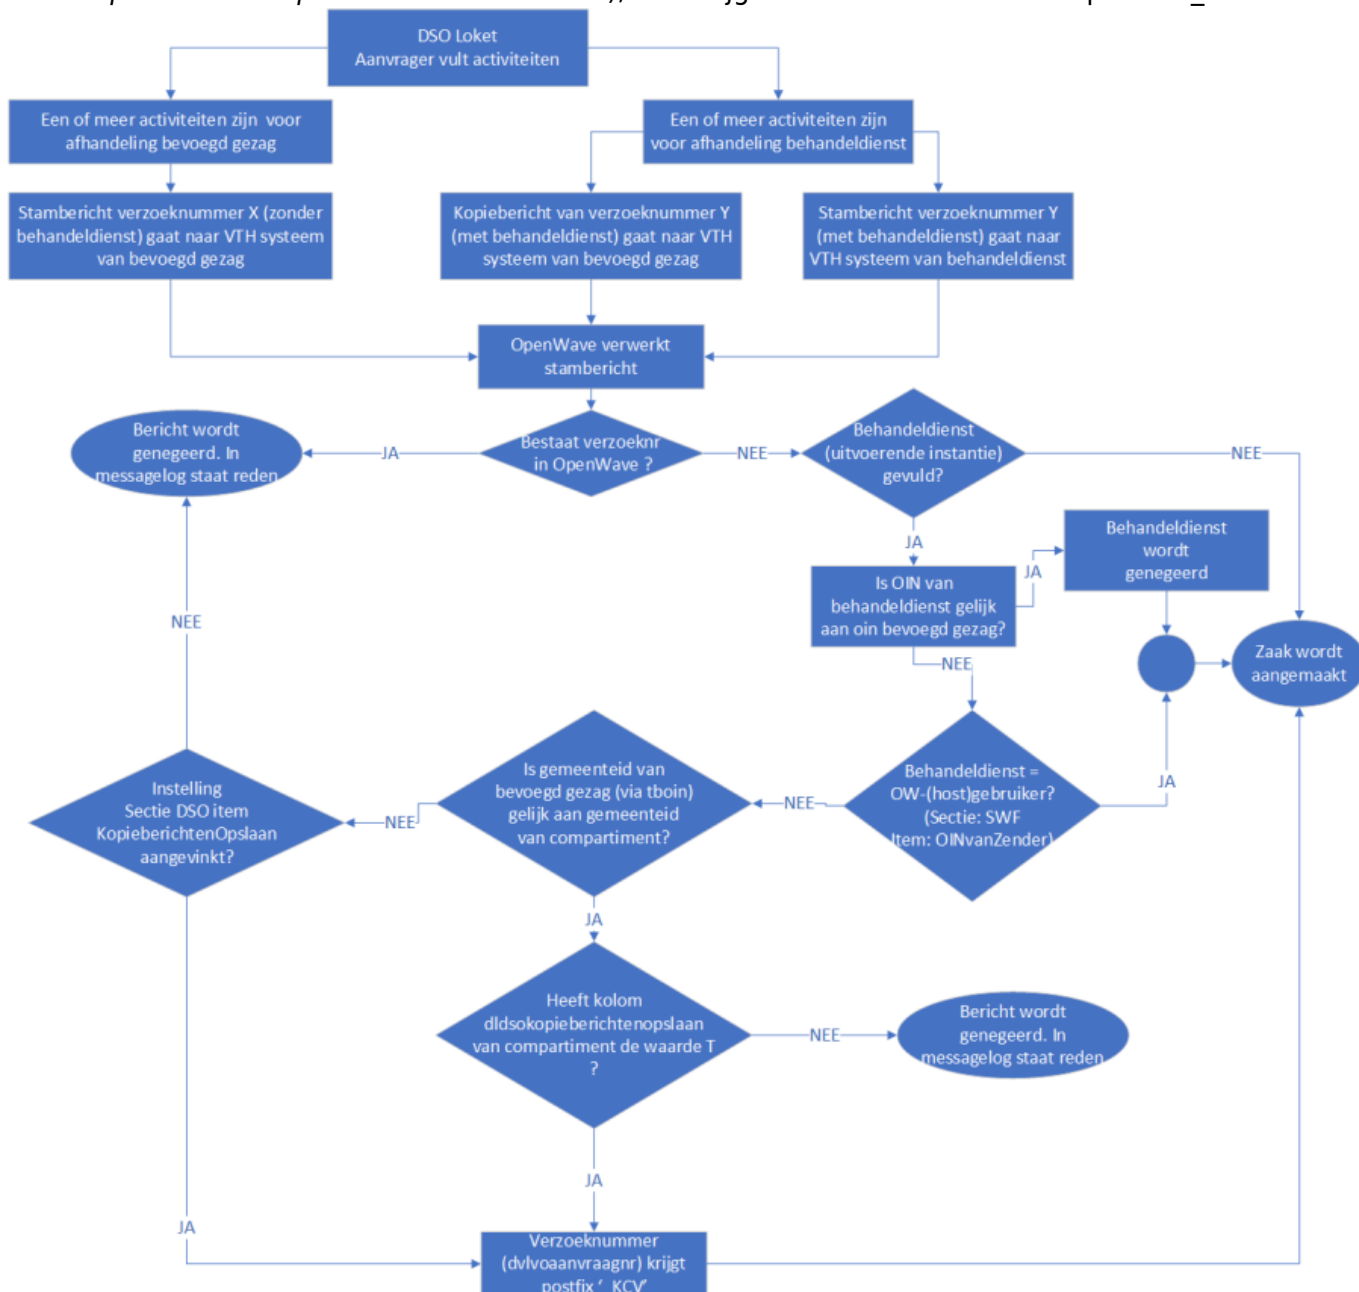 DSO Loket
Aanvrager vult activiteiten
Een of meer activiteiten zijn voor
afhandeling bevoegd gezag
Een of meer activiteiten zijn
voor afhandeling behandeldienst
Stambericht verzoeknummer X (zonder
behandeldienst) gaat naar VTH systeem
van bevoegd gezag
Kopiebericht van verzoeknummer Y
(met behandeldienst) gaat naar VTH
systeem van bevoegd gezag
Stambericht verzoeknummer Y
(met behandeldienst) gaat naar
VTH systeem van behandeldienst
OpenWave verwerkt
stambericht
Bericht wordt
genegeerd. In
messagelog staat reden
JA
Bestaat verzoeknr
in OpenWave ?
NEE
Behandeldienst
(uitvoerende instantie)
gevuld?
NEE
JA
Is OIN van
behandeldienst gelijk
aan oin bevoegd gezag?
JA
Behandeldienst
wordt
genegeerd
NEE
NEE
Zaak wordt
aangemaakt
Instelling
Sectie DSO item
KopieberichtenOpslaan
aangevinkt?
NEE
Is gemeenteid van
bevoegd gezag (via tboin)
gelijk aan gemeenteid
van compartiment?
NEE
Behandeldienst =
OW-(host)gebruiker?
(Sectie: SWF
Item: OINvanZender)
JA
JA
Heeft kolom
dldsokopieberichtenopslaan
van compartiment de waarde T
?
NEE
Bericht wordt
genegeerd. In
messagelog staat reden
JA
JA
Verzoeknummer
(dvlvoaanvraagnr) krijgt
postfix ‘_KCV’